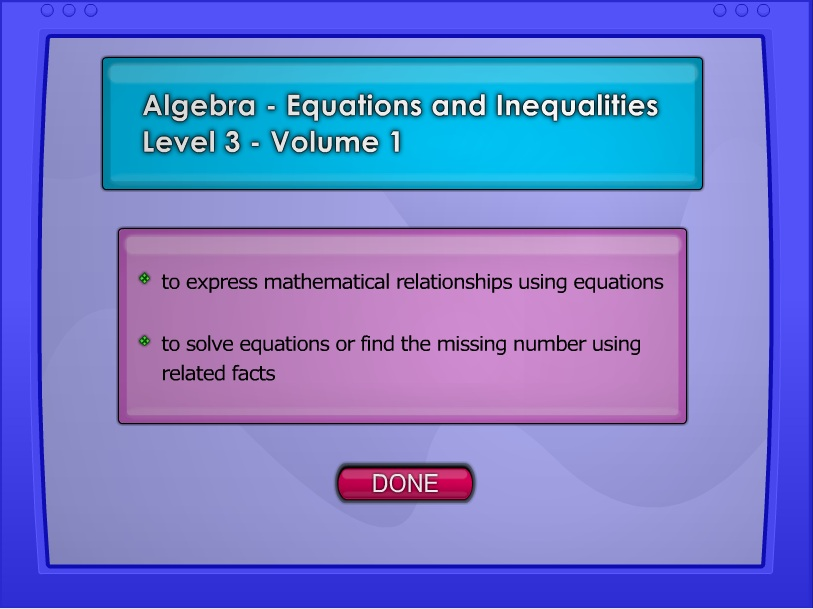 Algebra - Equations and Inequalities
Level 3 - Volume 1
to express mathematical relationships using equations
to solve equations or find the missing number using
related facts
DONE